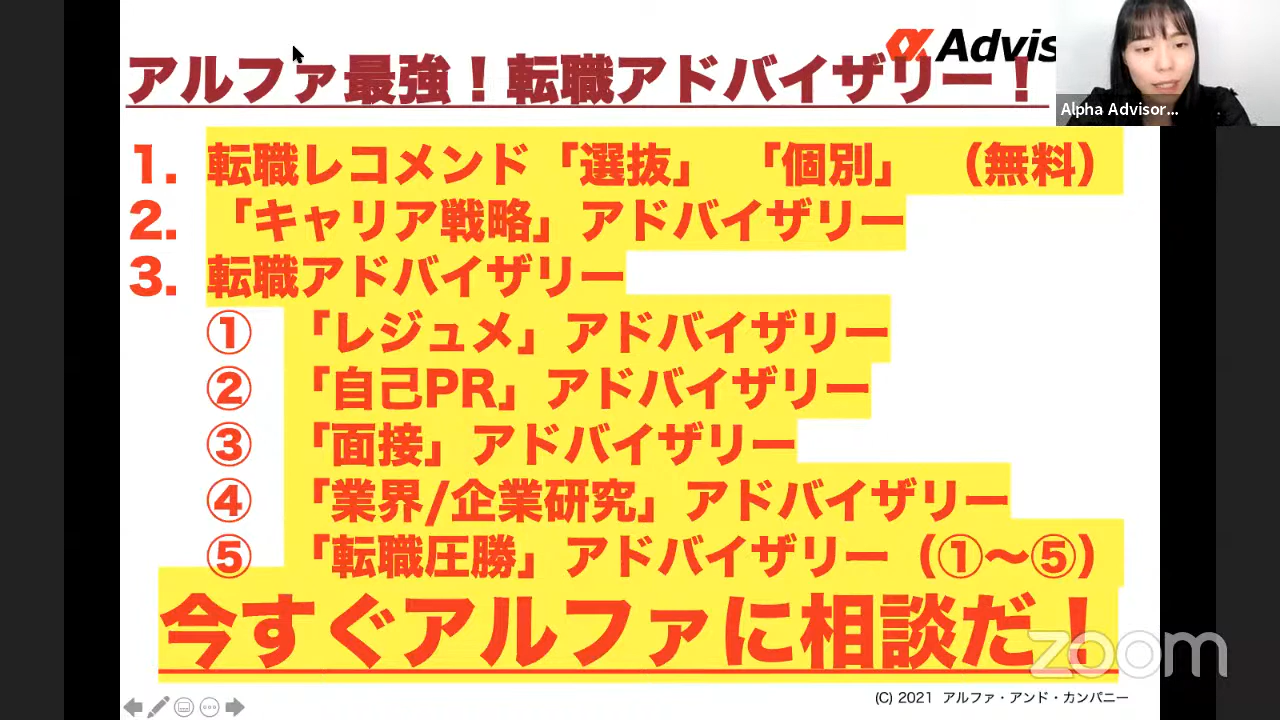 Advis
アルファ最強！転職アドバイザリー！
Alpha Advisor...
1. 転職レコメンド「選抜」　「個別」　（無料）
2. 「キャリア戦略」アドバイザリー
3. 転職アドバイザリー
① 「レジュメ」アドバイザリー
② 「自己PR」アドバイザリー
③ 「面接」アドバイザリー
④ 「業界/企業研究」アドバイザリー
⑤ 「転職圧勝」アドバイザリー（①〜⑤）
今すぐアルファに相談だ！
zoom
(C) 2021 アルファ・アンド・カンパニー